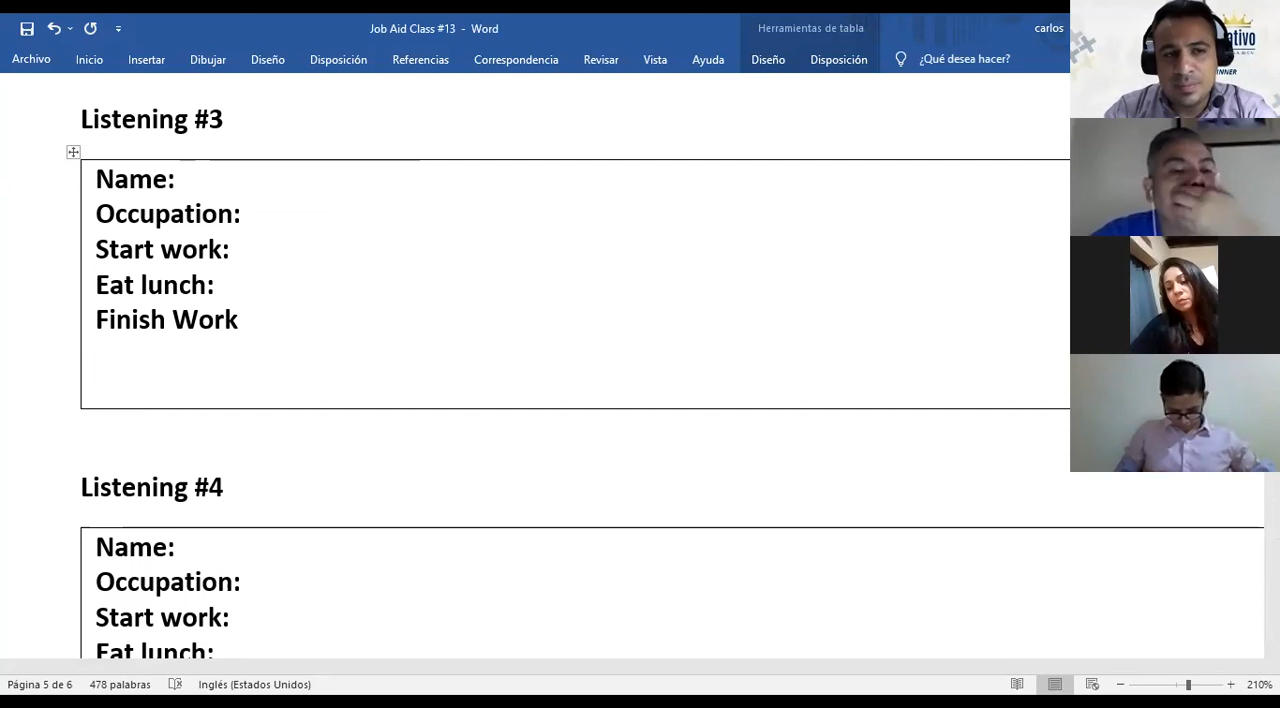 Job Aid Class #13 - Word
Herramientas de tabla
carlos
Archivo Inicio Insertar Dibujar Diseño Disposición Referencias Correspondencia Revisar Vista Ayuda Diseño Disposición ¿Qué desea hacer?
Listening #3
Name:
Occupation:
Start work:
Eat lunch:
Finish Work
Listening #4
Name:
Occupation:
Start work:
Eat lunch:
Página 5 de 6 478 palabras Inglés (Estados Unidos) 210%